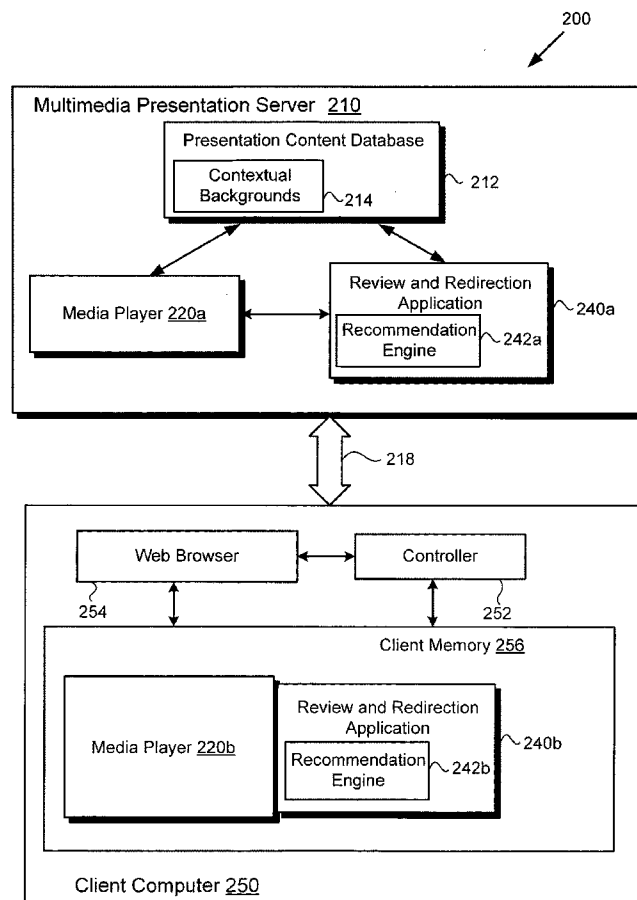 200
Multimedia Presentation Server 210
Presentation Content Database
Contextual
Backgrounds
214
212
Media Player 220a
Review and Redirection
Application
240a
Recommendation
Engine
242a
218
Web Browser
Controller
254
252
Client Memory 256
Media Player 220b
Review and Redirection
Application
240b
Recommendation
Engine
242b
Client Computer 250